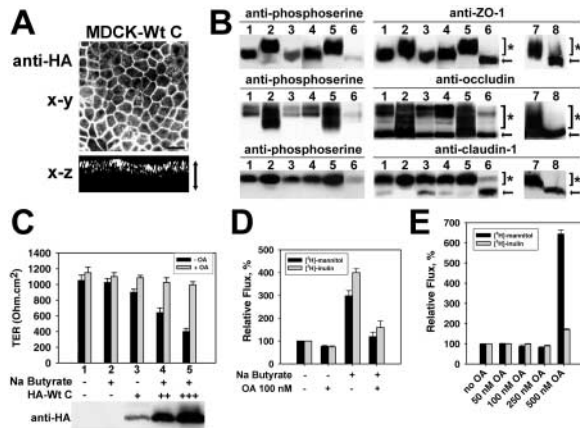 A
MDCK-Wt C
anti-HA
x-y
x-z
B
anti-phosphoserine
anti-ZO-1
1 2 3 4 5 6 1 2 3 4 5 6 7 8
] * ] *
anti-phosphoserine
anti-occludin
1 2 3 4 5 6 1 2 3 4 5 6 7 8
] * ] *
anti-phosphoserine
anti-claudin-1
1 2 3 4 5 6 1 2 3 4 5 6 7 8
] * ] *
C
TER (Ohm.cm²)
1400
1200
1000
800
600
400
200
0
- OA
+ OA
1 2 3 4 5
Na Butyrate - + - + +
HA-Wt C - - + ++ +++
anti-HA
D
Relative Flux, %
500
400
300
200
100
0
[³H]-mannitol
[³H]-inulin
Na Butyrate - - + +
OA 100 nM - + - +
E
Relative Flux, %
700
600
500
400
300
200
100
0
[³H]-mannitol
[³H]-inulin
no OA
50 nM OA
100 nM OA
250 nM OA
500 nM OA